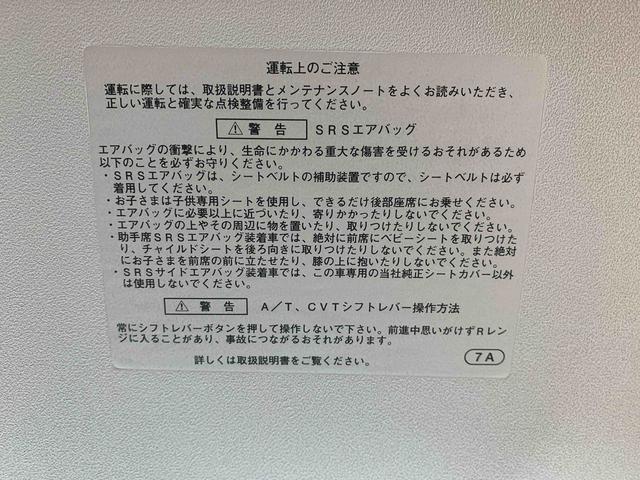 運転上のご注意
運転に際しては、取扱説明書とメンテナンスノートをよくお読みいただき、
正しい運転と確実な点検整備を行ってください。
⚠ 警告 SRSエアバッグ
エアバッグの衝撃により、生命にかかわる重大な傷害を受けるおそれがあるため
以下のことを必ずお守りください。
・SRSエアバッグは、シートベルトの補助装置ですので、シートベルトは必ず
着用してください。
・お子さまは子供専用シートを使用し、できるだけ後部座席にお乗せください。
・エアバッグに必要以上に近づいたり、寄りかかったりしないでください。
・エアバッグの上やその周辺に物を置いたり、取りつけたりしないでください。
・助手席SRSエアバッグ装着車では、絶対に前席にベビーシートを取りつけた
り、チャイルドシートを後ろ向きに取りつけたりしないでください。また絶対
にお子さまを前席の前に立たせたり、膝の上に抱いたりしないでください。
・SRSサイドエアバッグ装着車では、この車専用の当社純正シートカバー以外
は使用しないでください。
⚠ 警告 A/T、CVTシフトレバー操作方法
常にシフトレバーボタンを押して操作しないで下さい。前進中思いがけずRレン
ジに入ることがあり、事故につながるおそれがあります。
詳しくは取扱説明書をご覧ください。 7A